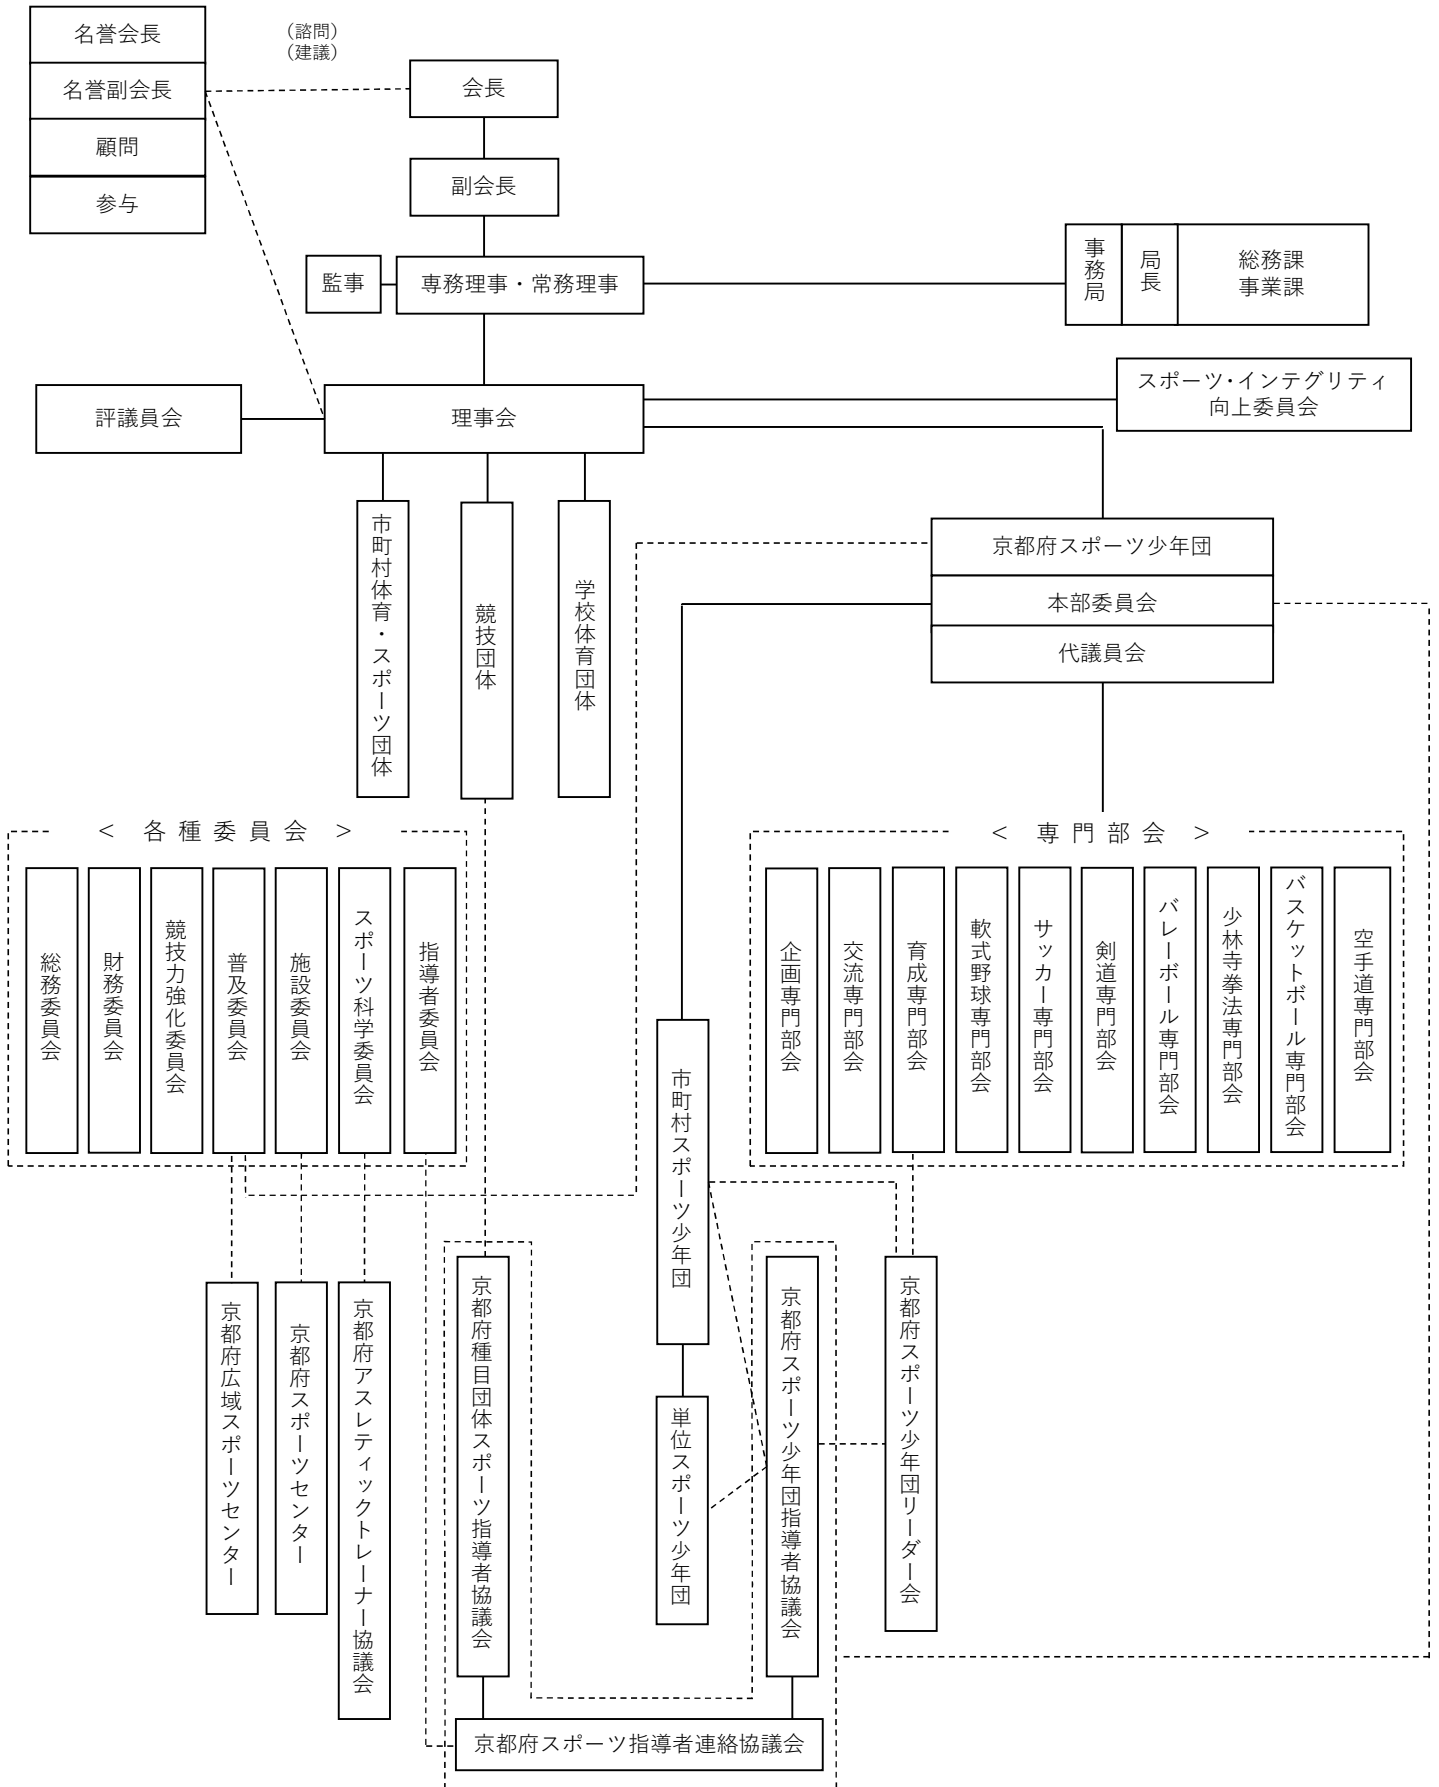 名誉会長
名誉副会長
顧問
参与
（諮問）
（建議）
会長
副会長
監事
専務理事・常務理事
事務局
局長
総務課
事業課
評議員会
理事会
スポーツ・インテグリティ
向上委員会
市町村体育・スポーツ団体
競技団体
学校体育団体
京都府スポーツ少年団
本部委員会
代議員会
＜ 各種委員会 ＞
総務委員会
財務委員会
競技力強化委員会
普及委員会
施設委員会
スポーツ科学委員会
指導者委員会
＜ 専門部会 ＞
企画専門部会
交流専門部会
育成専門部会
軟式野球専門部会
サッカー専門部会
剣道専門部会
バレーボール専門部会
少林寺拳法専門部会
バスケットボール専門部会
空手道専門部会
市町村スポーツ少年団
単位スポーツ少年団
京都府広域スポーツセンター
京都府スポーツセンター
京都府アスレティックトレーナー協議会
京都府種目団体スポーツ指導者協議会
京都府スポーツ少年団指導者協議会
京都府スポーツ少年団リーダー会
京都府スポーツ指導者連絡協議会